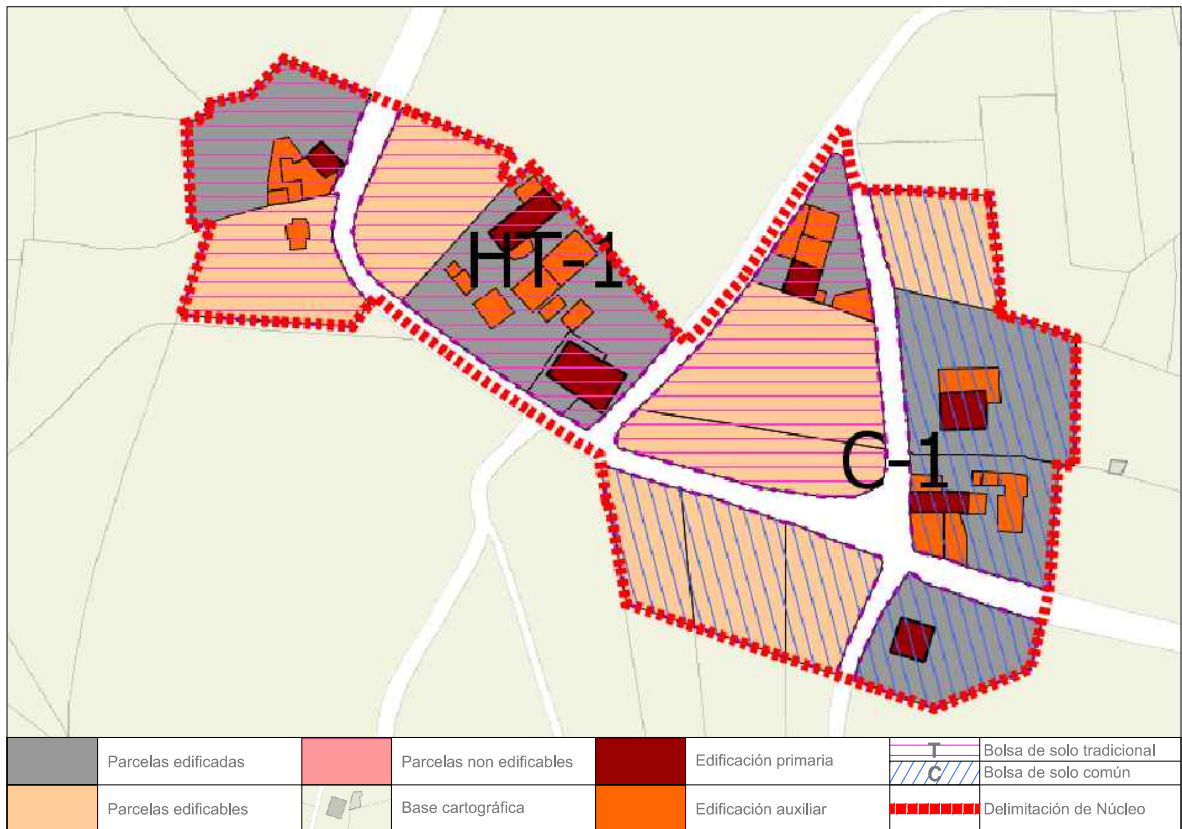 HT-1
C-1
Parcelas edificadas
Parcelas non edificables
Edificación primaria
T
Bolsa de solo tradicional
C
Bolsa de solo común
Parcelas edificables
Base cartográfica
Edificación auxiliar
Delimitación de Núcleo